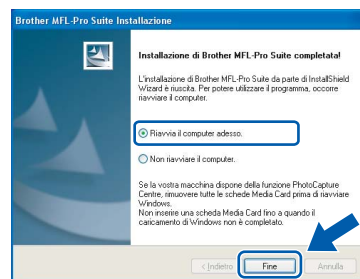 Brother MFL-Pro Suite Installazione
Installazione di Brother MFL-Pro Suite completata!
L'installazione di Brother MFL-Pro Suite da parte di InstallShield
Wizard è riuscita. Per potere utilizzare il programma, occorre
riavviare il computer.
Riavvia il computer adesso.
Non riavviare il computer.
Se la vostra macchina dispone della funzione PhotoCapture
Centre, rimuovere tutte le schede Media Card prima di riavviare
Windows.
Non inserire una scheda Media Card fino a quando il
caricamento di Windows non è completato.
< Indietro
Fine
Annulla